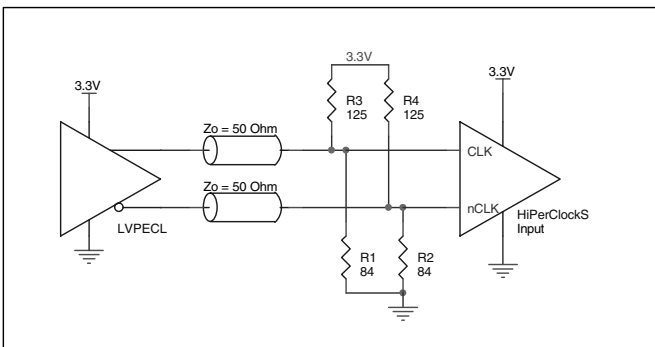 3.3V
3.3V
3.3V
R3
125
R4
125
Zo = 50 Ohm
CLK
Zo = 50 Ohm
nCLK
HiPerClockS
Input
LVPECL
R1
84
R2
84